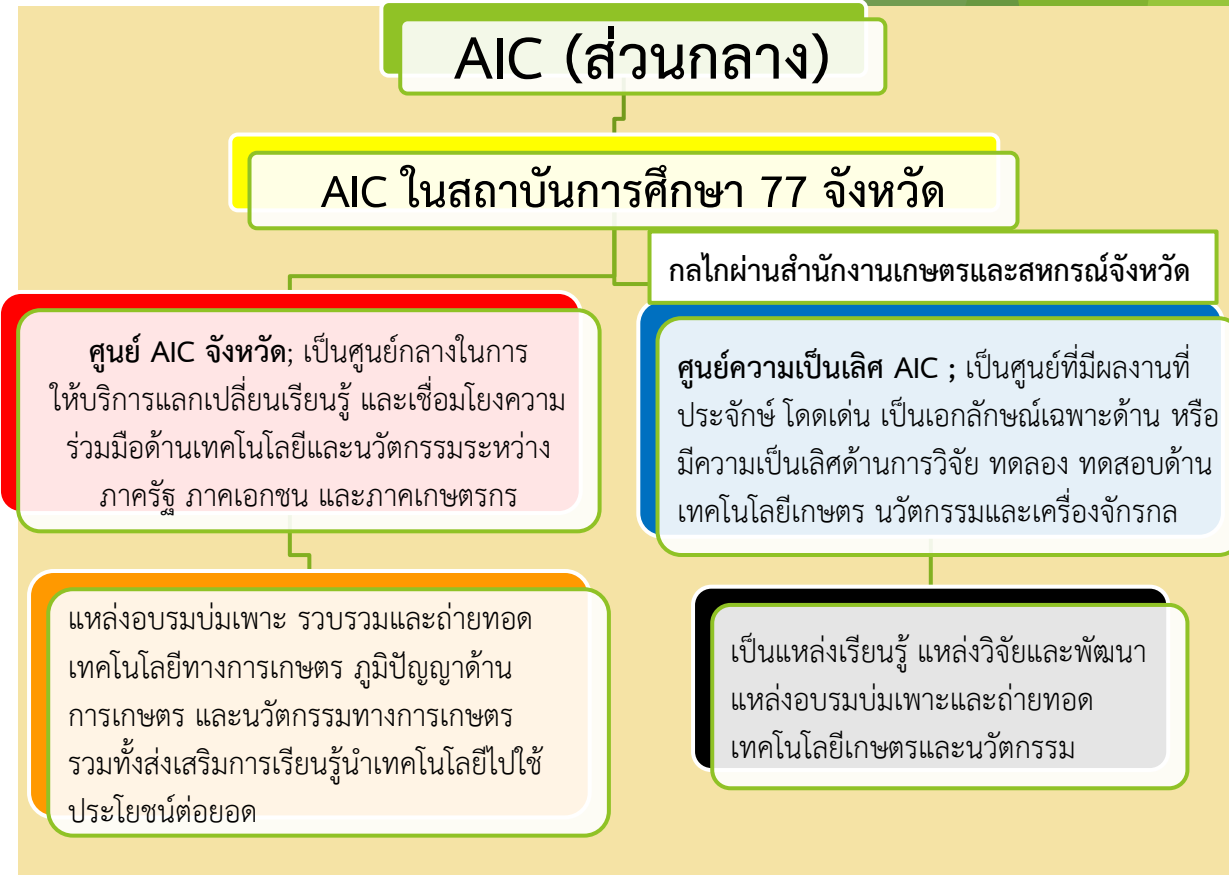 AIC (ส่วนกลาง)
AIC ในสถาบันการศึกษา 77 จังหวัด
กลไกผ่านสำนักงานเกษตรและสหกรณ์จังหวัด
ศูนย์ AIC จังหวัด; เป็นศูนย์กลางในการ
ให้บริการแลกเปลี่ยนเรียนรู้ และเชื่อมโยงความ
ร่วมมือด้านเทคโนโลยีและนวัตกรรมระหว่าง
ภาครัฐ ภาคเอกชน และภาคเกษตรกร
ศูนย์ความเป็นเลิศ AIC ; เป็นศูนย์ที่มีผลงานที่
ประจักษ์ โดดเด่น เป็นเอกลักษณ์เฉพาะด้าน หรือ
มีความเป็นเลิศด้านการวิจัย ทดลอง ทดสอบด้าน
เทคโนโลยีเกษตร นวัตกรรมและเครื่องจักรกล
แหล่งอบรมบ่มเพาะ รวบรวมและถ่ายทอด
เทคโนโลยีทางการเกษตร ภูมิปัญญาด้าน
การเกษตร และนวัตกรรมทางการเกษตร
รวมทั้งส่งเสริมการเรียนรู้นำเทคโนโลยีไปใช้
ประโยชน์ต่อยอด
เป็นแหล่งเรียนรู้ แหล่งวิจัยและพัฒนา
แหล่งอบรมบ่มเพาะและถ่ายทอด
เทคโนโลยีเกษตรและนวัตกรรม